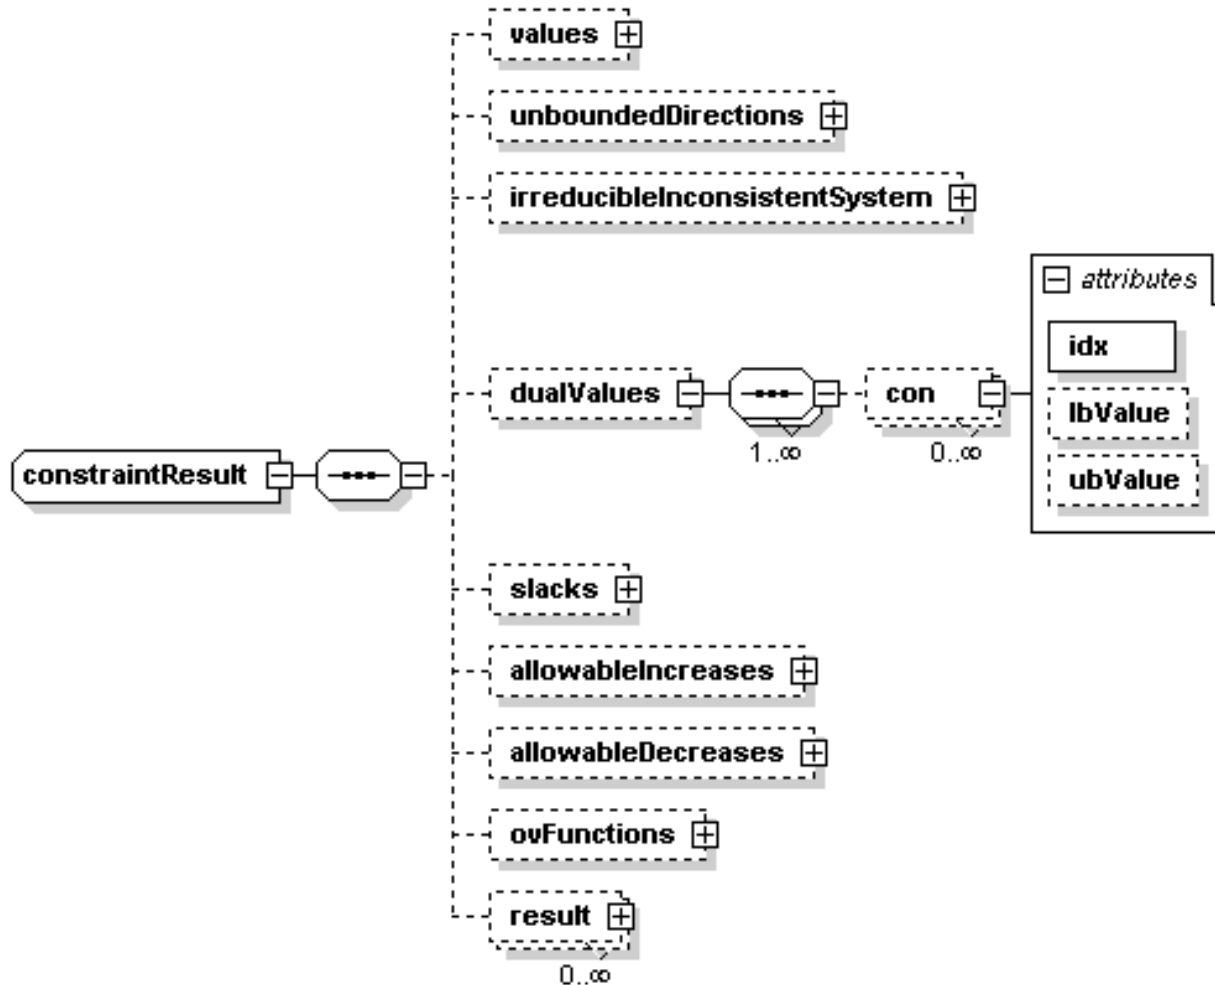 values
unboundedDirections
irreducibleInconsistentSystem
attributes
idx
dualValues
con
lbValue
1..∞
0..∞
constraintResult
ubValue
slacks
allowableIncreases
allowableDecreases
ovFunctions
result
0..∞